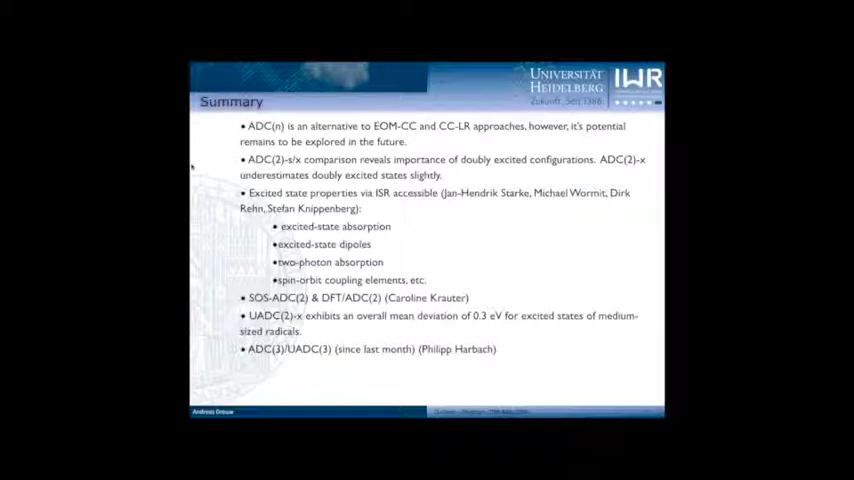 UNIVERSITÄT
HEIDELBERG
Zukunft. Seit 1386.
IWR
Summary
• ADC(n) is an alternative to EOM-CC and CC-LR approaches, however, it's potential
remains to be explored in the future.
• ADC(2)-s/x comparison reveals importance of doubly excited configurations. ADC(2)-x
underestimates doubly excited states slightly.
• Excited state properties via ISR accessible (Jan-Hendrik Starke, Michael Wormit, Dirk
Rehn, Stefan Knippenberg):
• excited-state absorption
•excited-state dipoles
•two-photon absorption
•spin-orbit coupling elements, etc.
• SOS-ADC(2) & DFT/ADC(2) (Caroline Krauter)
• UADC(2)-x exhibits an overall mean deviation of 0.3 eV for excited states of medium-
sized radicals.
• ADC(3)/UADC(3) (since last month) (Philipp Harbach)
Andreas Dreuw